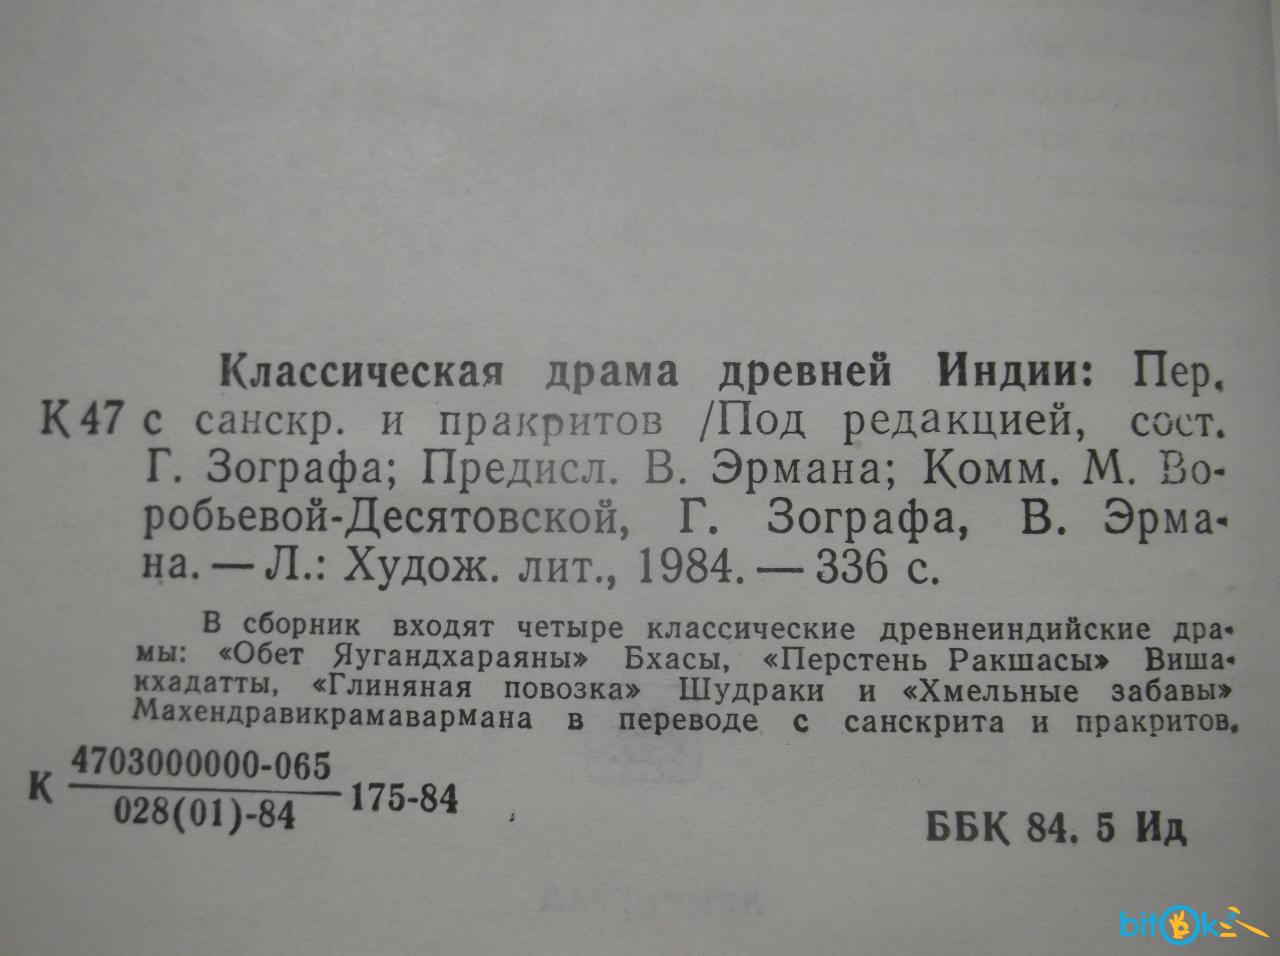 Классическая драма древней Индии: Пер.
К 47 с санскр. и пракритов /Под редакцией, сост.
Г. Зографа; Предисл. В. Эрмана; Комм. М. Во-
робьевой-Десятовской, Г. Зографа, В. Эрма-
на. — Л.: Худож. лит., 1984. — 336 с.
В сборник входят четыре классические древнеиндийские дра-
мы: «Обет Яугандхараяны» Бхасы, «Перстень Ракшасы» Виша-
кхадатты, «Глиняная повозка» Шудраки и «Хмельные забавы»
Махендравикрамавармана в переводе с санскрита и пракритов.
4703000000-065
К 175-84
028(01)-84
ББК 84. 5 Ид
bitok